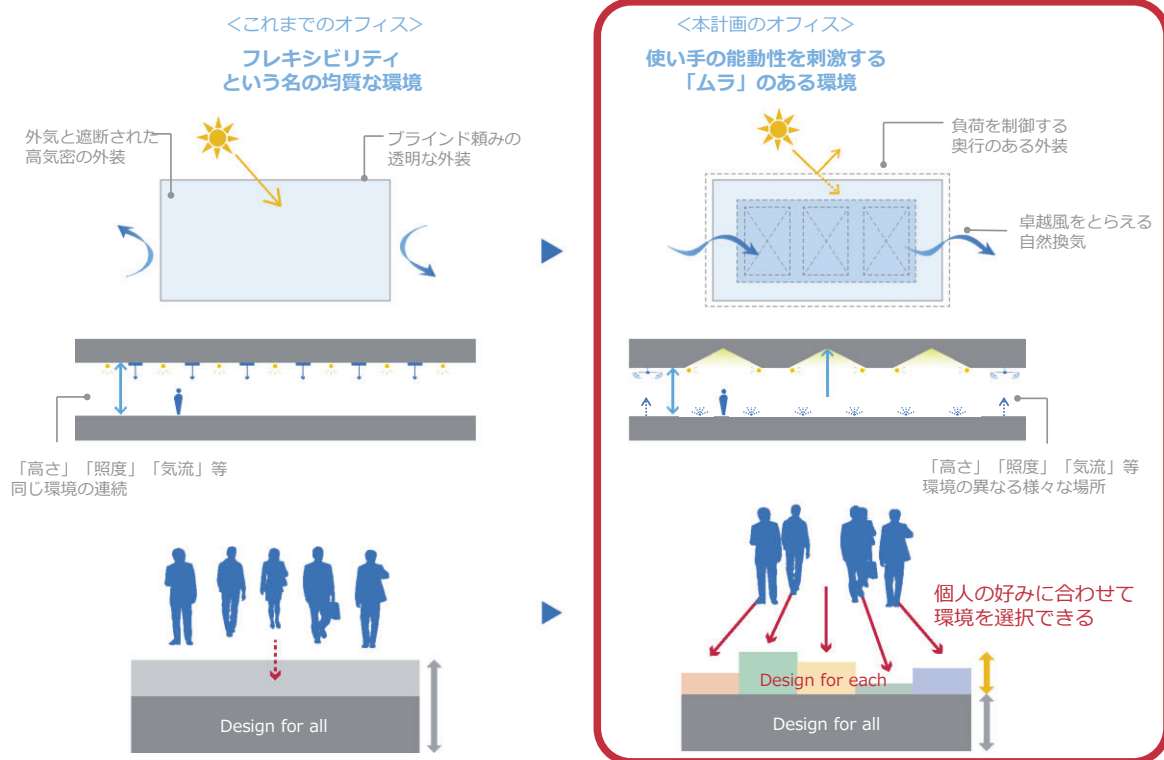 ＜これまでのオフィス＞
フレキシビリティ
という名の均質な環境
外気と遮断された
高気密の外装
ブラインド頼みの
透明な外装
「高さ」「照度」「気流」等
同じ環境の連続
Design for all
＜本計画のオフィス＞
使い手の能動性を刺激する
「ムラ」のある環境
負荷を制御する
奥行のある外装
卓越風をとらえる
自然換気
「高さ」「照度」「気流」等
環境の異なる様々な場所
個人の好みに合わせて
環境を選択できる
Design for each
Design for all